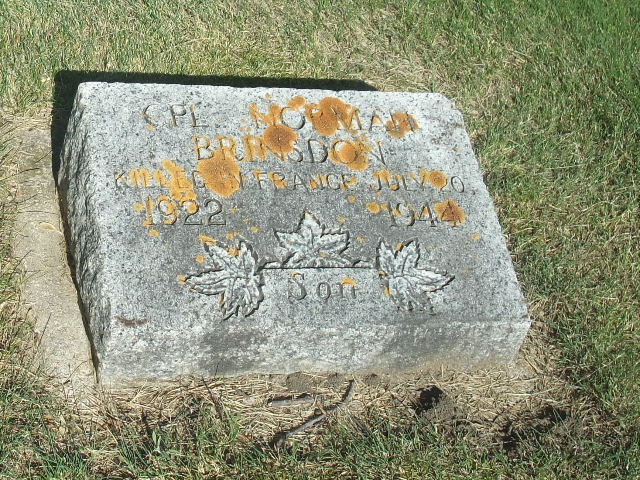 CPL. NORMAN
BRINSDON
KILLED IN FRANCE JULY 20
1922 1944
Son